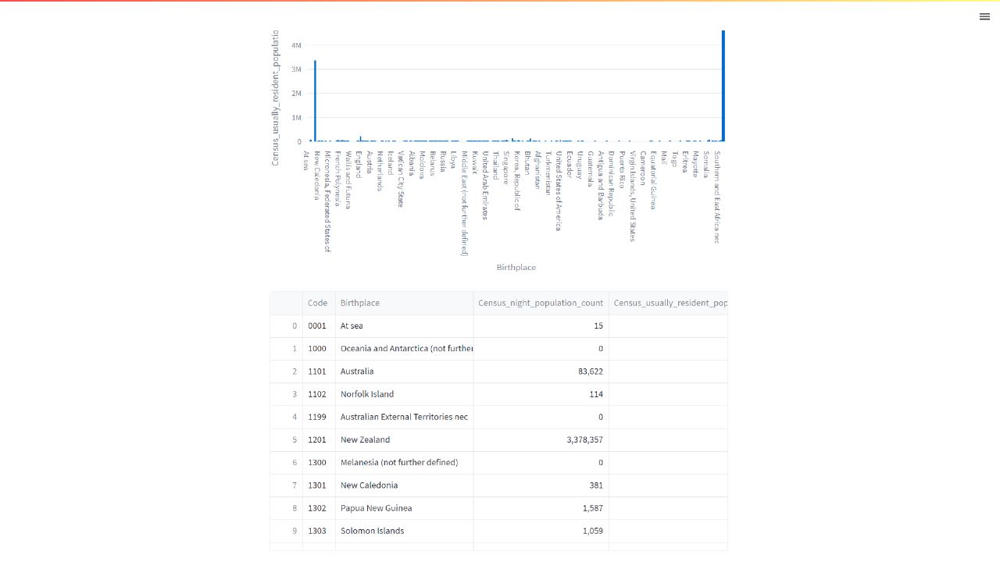 Census_usually_resident_populatio
4M
3M
2M
1M
0
At sea
New Caledonia
Micronesia, Federated States of
French Polynesia
Wallis and Futuna
England
Austria
Netherlands
Iceland
Vatican City State
Albania
Moldova
Belarus
Russia
Libya
Middle East (not further defined)
Kuwait
United Arab Emirates
Thailand
Singapore
Korea, Republic of
Bhutan
Afghanistan
Turkmenistan
United States of America
Ecuador
Uruguay
Guatemala
Antigua and Barbuda
Dominican Republic
Puerto Rico
Virgin Islands, United States
Cameroon
Equatorial Guinea
Mali
Togo
Eritrea
Mayotte
Somalia
Southern and East Africa nec
Birthplace
Code Birthplace Census_night_population_count Census_usually_resident_pop
0 0001 At sea 15
1 1000 Oceania and Antarctica (not further 0
2 1101 Australia 83,622
3 1102 Norfolk Island 114
4 1199 Australian External Territories nec 0
5 1201 New Zealand 3,378,357
6 1300 Melanesia (not further defined) 0
7 1301 New Caledonia 381
8 1302 Papua New Guinea 1,587
9 1303 Solomon Islands 1,059